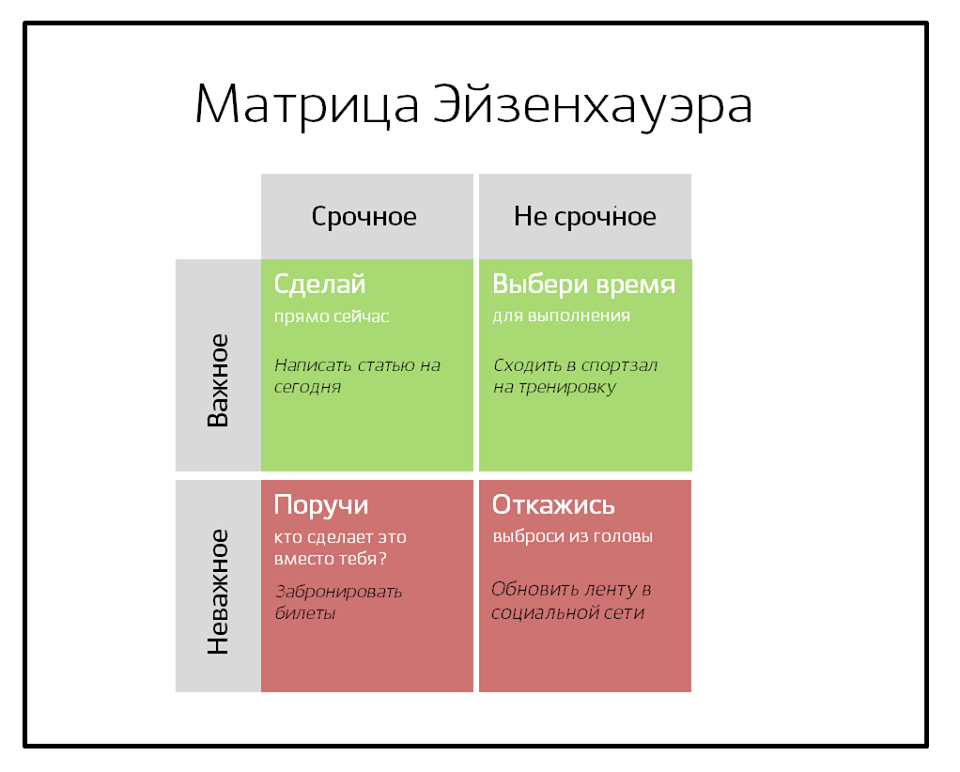 Матрица Эйзенхауэра
Срочное
Не срочное
Важное
Сделай
прямо сейчас
Написать статью на
сегодня
Выбери время
для выполнения
Сходить в спортзал
на тренировку
Неважное
Поручи
кто сделает это
вместо тебя?
Забронировать
билеты
Откажись
выброси из головы
Обновить ленту в
социальной сети